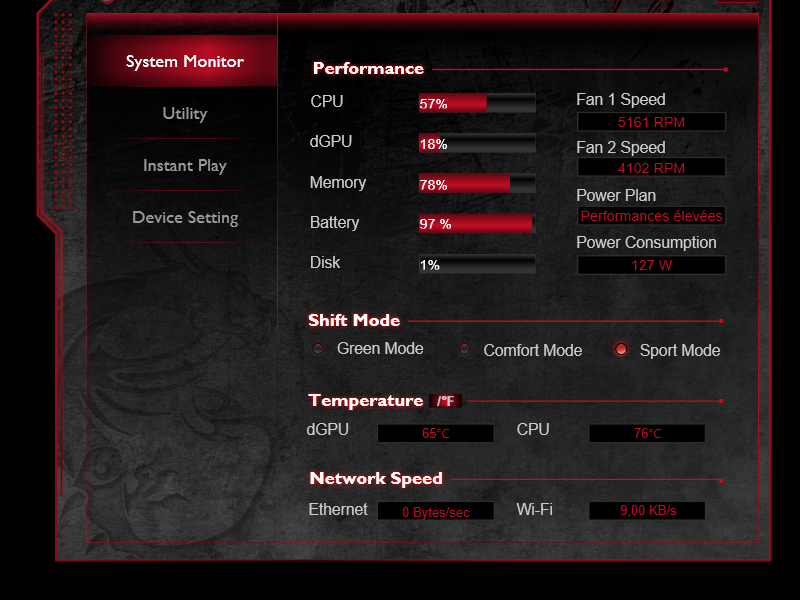 System Monitor
Utility
Instant Play
Device Setting
Performance
CPU 57%
dGPU 18%
Memory 78%
Battery 97 %
Disk 1%
Fan 1 Speed
5161 RPM
Fan 2 Speed
4102 RPM
Power Plan
Performances élevées
Power Consumption
127 W
Shift Mode
Green Mode Comfort Mode Sport Mode
Temperature /°F
dGPU 65°C CPU 76°C
Network Speed
Ethernet 0 Bytes/sec Wi-Fi 9,00 KB/s